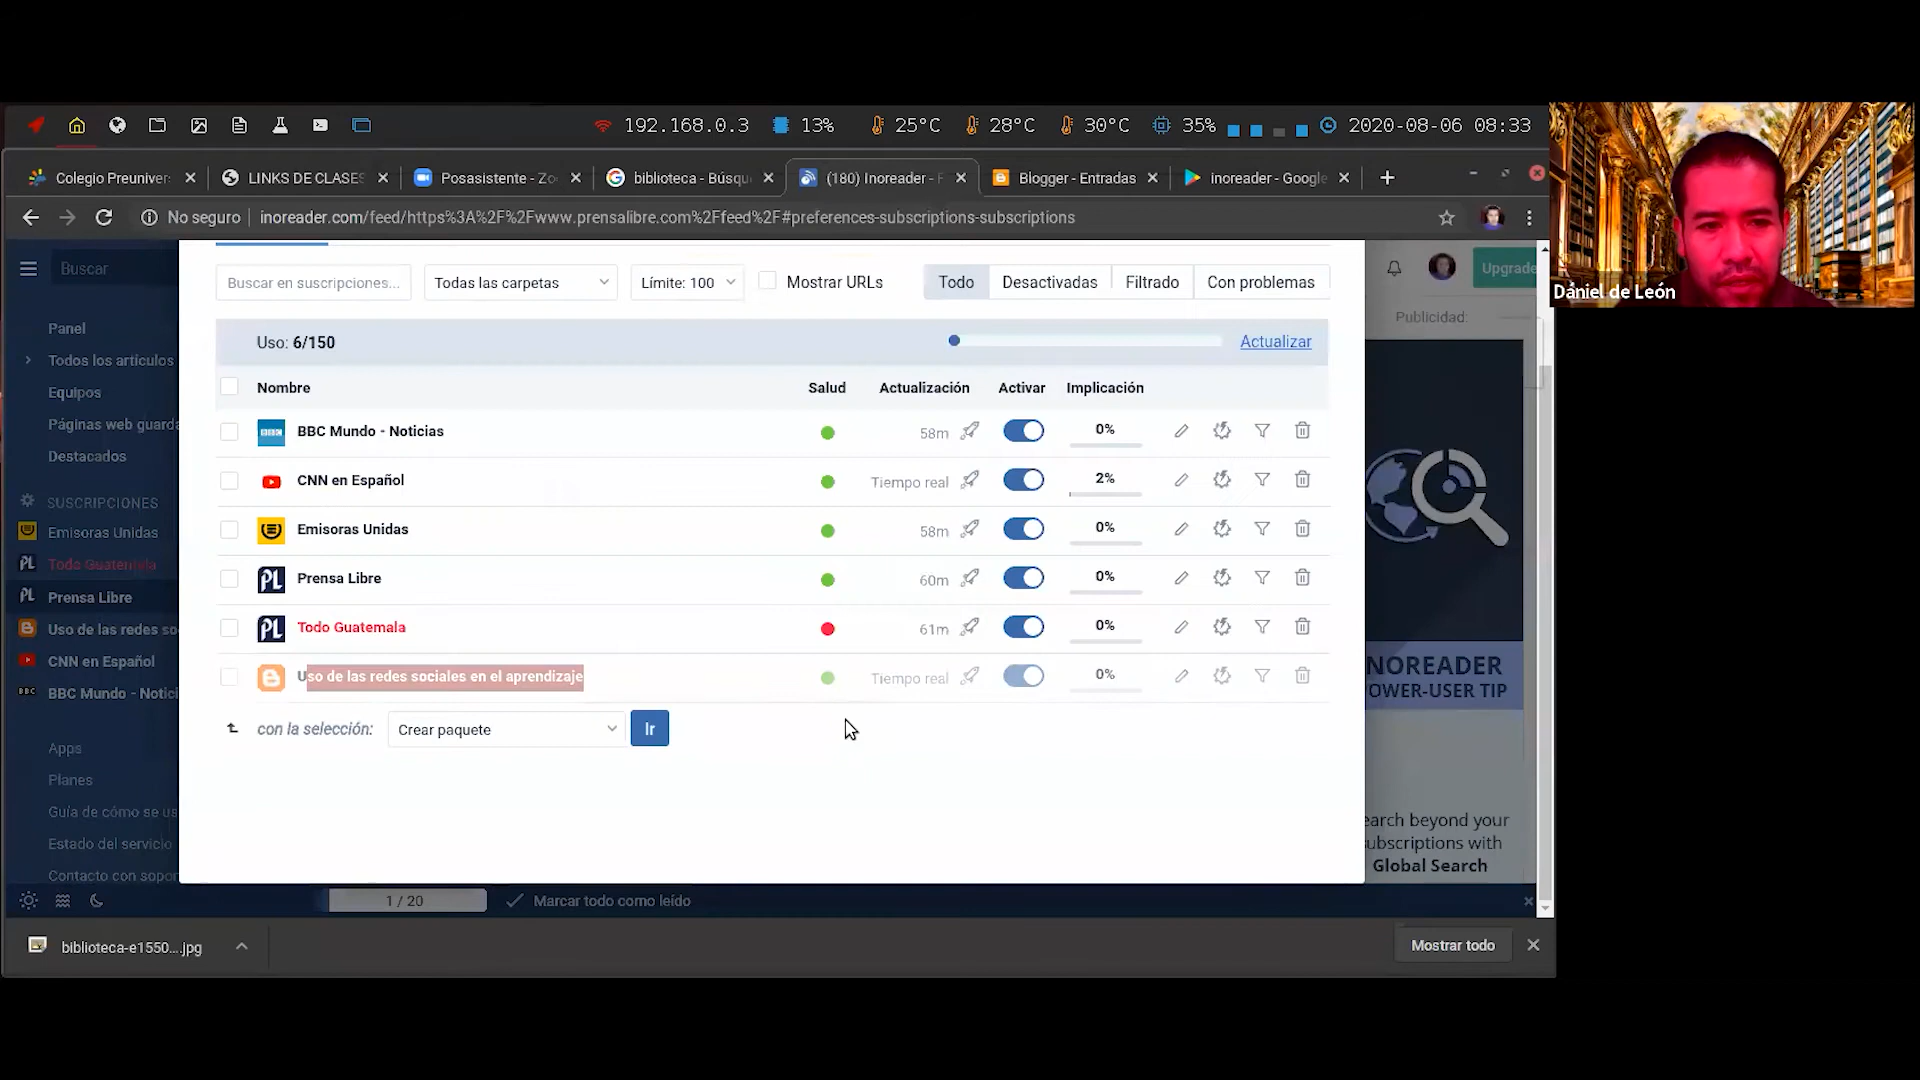 192.168.0.3 13% 25°C 28°C 30°C 35% 2020-08-06 08:33
Colegio Preuniver LINKS DE CLASES Posasistente - Zo biblioteca - Búsqu (180) Inoreader - F Blogger - Entradas inoreader - Google
No seguro inoreader.com/feed/https%3A%2F%2Fwww.prensalibre.com%2Ffeed%2F#preferences-subscriptions-subscriptions
Dániel de León
Buscar
Upgrade
Panel
Todos los artículos
Equipos
Páginas web guarda
Destacados
SUSCRIPCIONES
Emisoras Unidas
Todo Guatemala
Prensa Libre
Uso de las redes so
CNN en Español
BBC Mundo - Notici
Apps
Planes
Guía de cómo se us
Estado del servicio
Contacto con sopor
Buscar en suscripciones... Todas las carpetas Límite: 100 Mostrar URLs Todo Desactivadas Filtrado Con problemas
Uso: 6/150 Actualizar
Nombre Salud Actualización Activar Implicación
BBC Mundo - Noticias 58m 0%
CNN en Español Tiempo real 2%
Emisoras Unidas 58m 0%
PL Prensa Libre 60m 0%
PL Todo Guatemala 61m 0%
Uso de las redes sociales en el aprendizaje Tiempo real 0%
con la selección: Crear paquete Ir
Publicidad:
NOREADER
OWER-USER TIP
earch beyond your
ubscriptions with
Global Search
1 / 20 Marcar todo como leído
biblioteca-e1550....jpg Mostrar todo